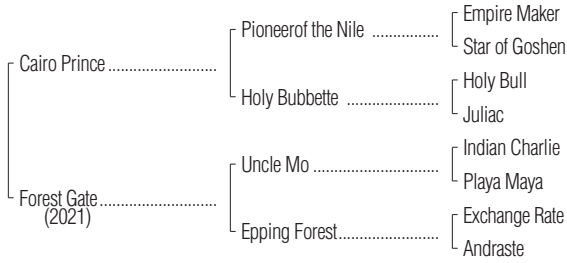 Cairo Prince
Pioneerof the Nile
Empire Maker
Star of Goshen
Holy Bubbette
Holy Bull
Juliac
Forest Gate
(2021)
Uncle Mo
Indian Charlie
Playa Maya
Epping Forest
Exchange Rate
Andraste